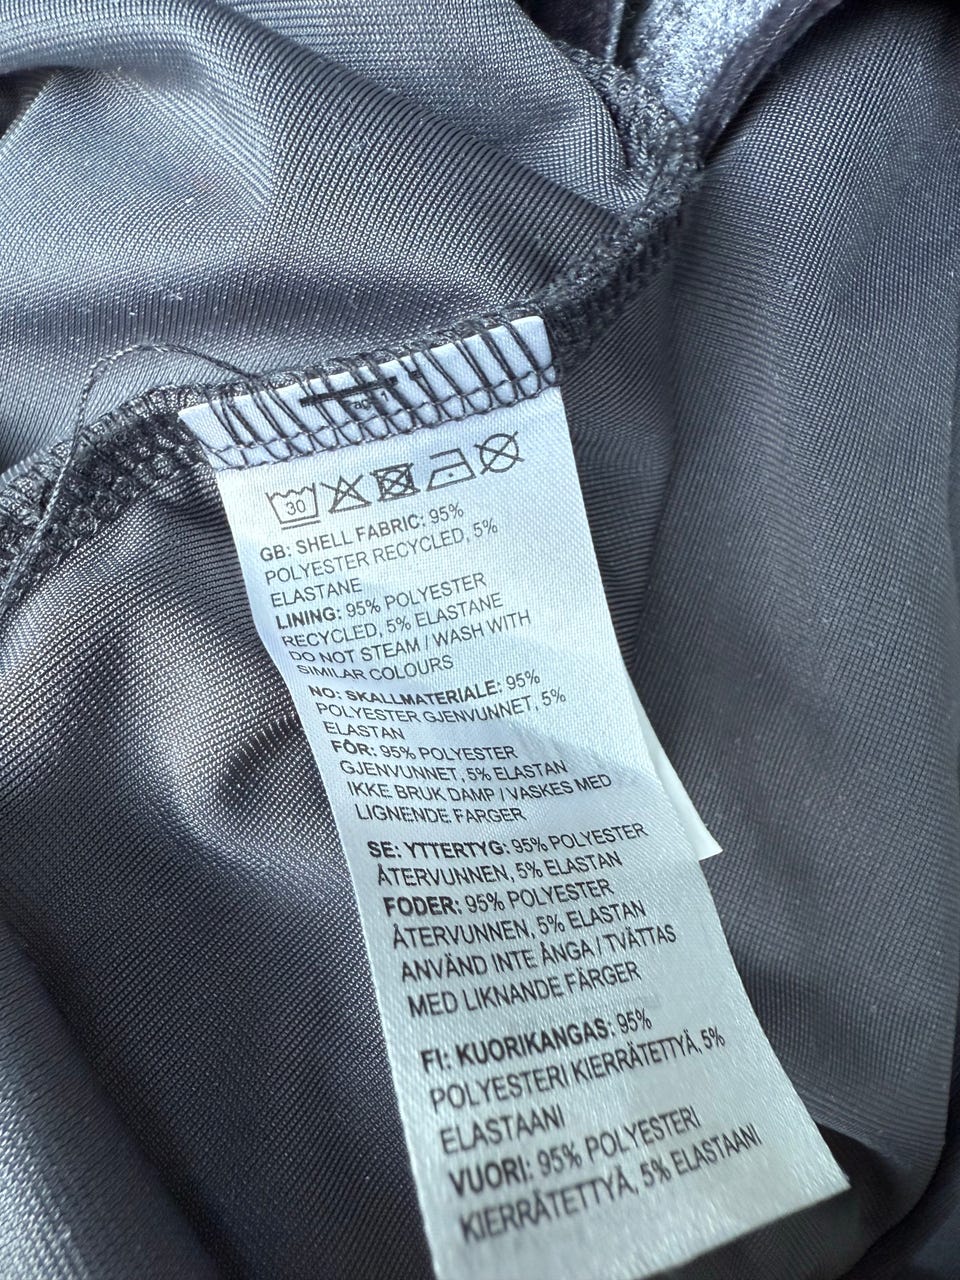 30
GB: SHELL FABRIC: 95%
POLYESTER RECYCLED, 5%
ELASTANE
LINING: 95% POLYESTER
RECYCLED, 5% ELASTANE
DO NOT STEAM / WASH WITH
SIMILAR COLOURS
NO: SKALLMATERIALE: 95%
POLYESTER GJENVUNNET, 5%
ELASTAN
FÔR: 95% POLYESTER
GJENVUNNET, 5% ELASTAN
IKKE BRUK DAMP / VASKES MED
LIGNENDE FARGER
SE: YTTERTYG: 95% POLYESTER
ÅTERVUNNEN, 5% ELASTAN
FODER: 95% POLYESTER
ÅTERVUNNEN, 5% ELASTAN
ANVÄND INTE ÅNGA / TVÄTTAS
MED LIKNANDE FÄRGER
FI: KUORIKANGAS: 95%
POLYESTERI KIERRÄTETTYÄ, 5%
ELASTAANI
VUORI: 95% POLYESTERI
KIERRÄTETTYÄ, 5% ELASTAANI